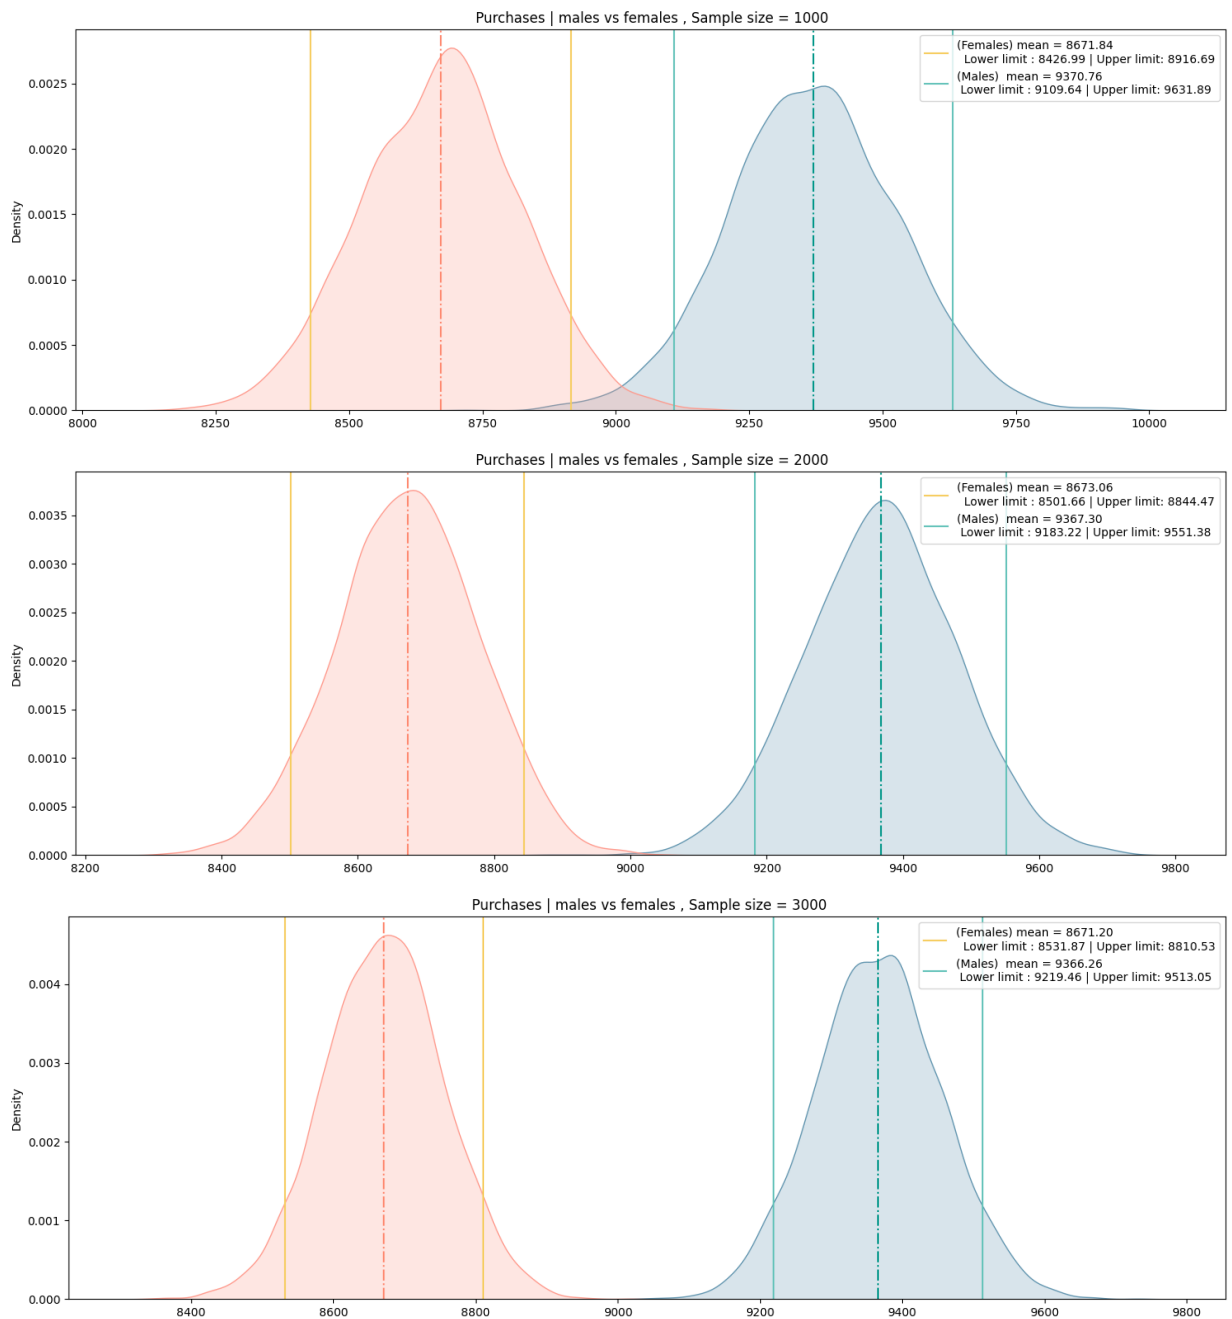 Purchases | males vs females , Sample size = 1000
(Females) mean = 8671.84
Lower limit : 8426.99 | Upper limit: 8916.69
(Males)  mean = 9370.76
Lower limit : 9109.64 | Upper limit: 9631.89
Density
0.0025
0.0020
0.0015
0.0010
0.0005
0.0000
8000 8250 8500 8750 9000 9250 9500 9750 10000
Purchases | males vs females , Sample size = 2000
(Females) mean = 8673.06
Lower limit : 8501.66 | Upper limit: 8844.47
(Males)  mean = 9367.30
Lower limit : 9183.22 | Upper limit: 9551.38
Density
0.0035
0.0030
0.0025
0.0020
0.0015
0.0010
0.0005
0.0000
8200 8400 8600 8800 9000 9200 9400 9600 9800
Purchases | males vs females , Sample size = 3000
(Females) mean = 8671.20
Lower limit : 8531.87 | Upper limit: 8810.53
(Males)  mean = 9366.26
Lower limit : 9219.46 | Upper limit: 9513.05
Density
0.004
0.003
0.002
0.001
0.000
8400 8600 8800 9000 9200 9400 9600 9800